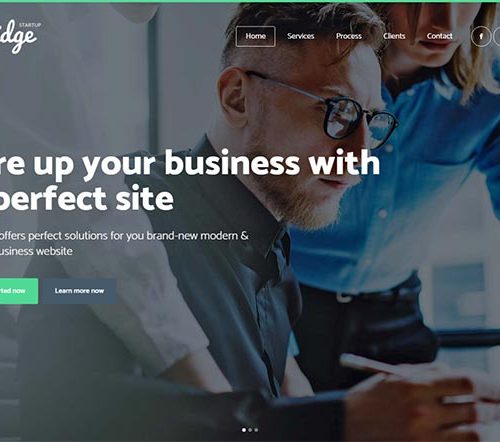 STARTUP
Home Services Process Clients Contact
f
re up your business with
perfect site
offers perfect solutions for you brand-new modern &
usiness website
rted now Learn more now